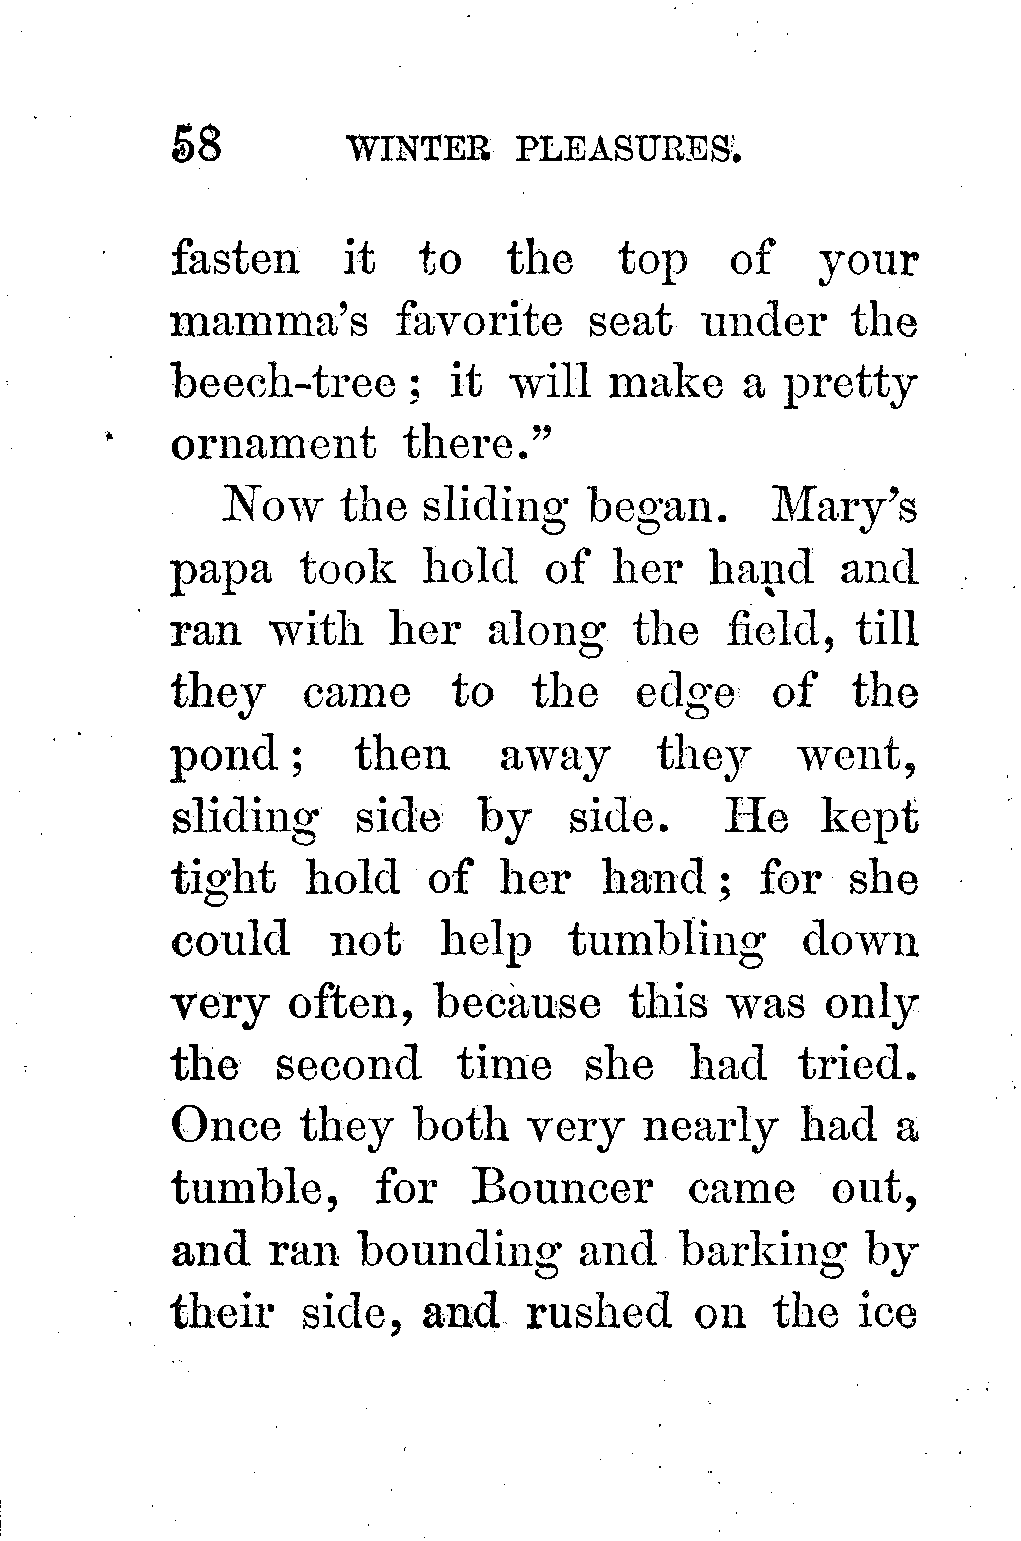 58 WINTER PLEASURES.
fasten it to the top of your
mamma's favorite seat under the
beech-tree ; it will make a pretty
ornament there.”
Now the sliding began. Mary's
papa took hold of her hand and
ran with her along the field, till
they came to the edge of the
pond ; then away they went,
sliding side by side. He kept
tight hold of her hand ; for she
could not help tumbling down
very often, because this was only
the second time she had tried.
Once they both very nearly had a
tumble, for Bouncer came out,
and ran bounding and barking by
their side, and rushed on the ice